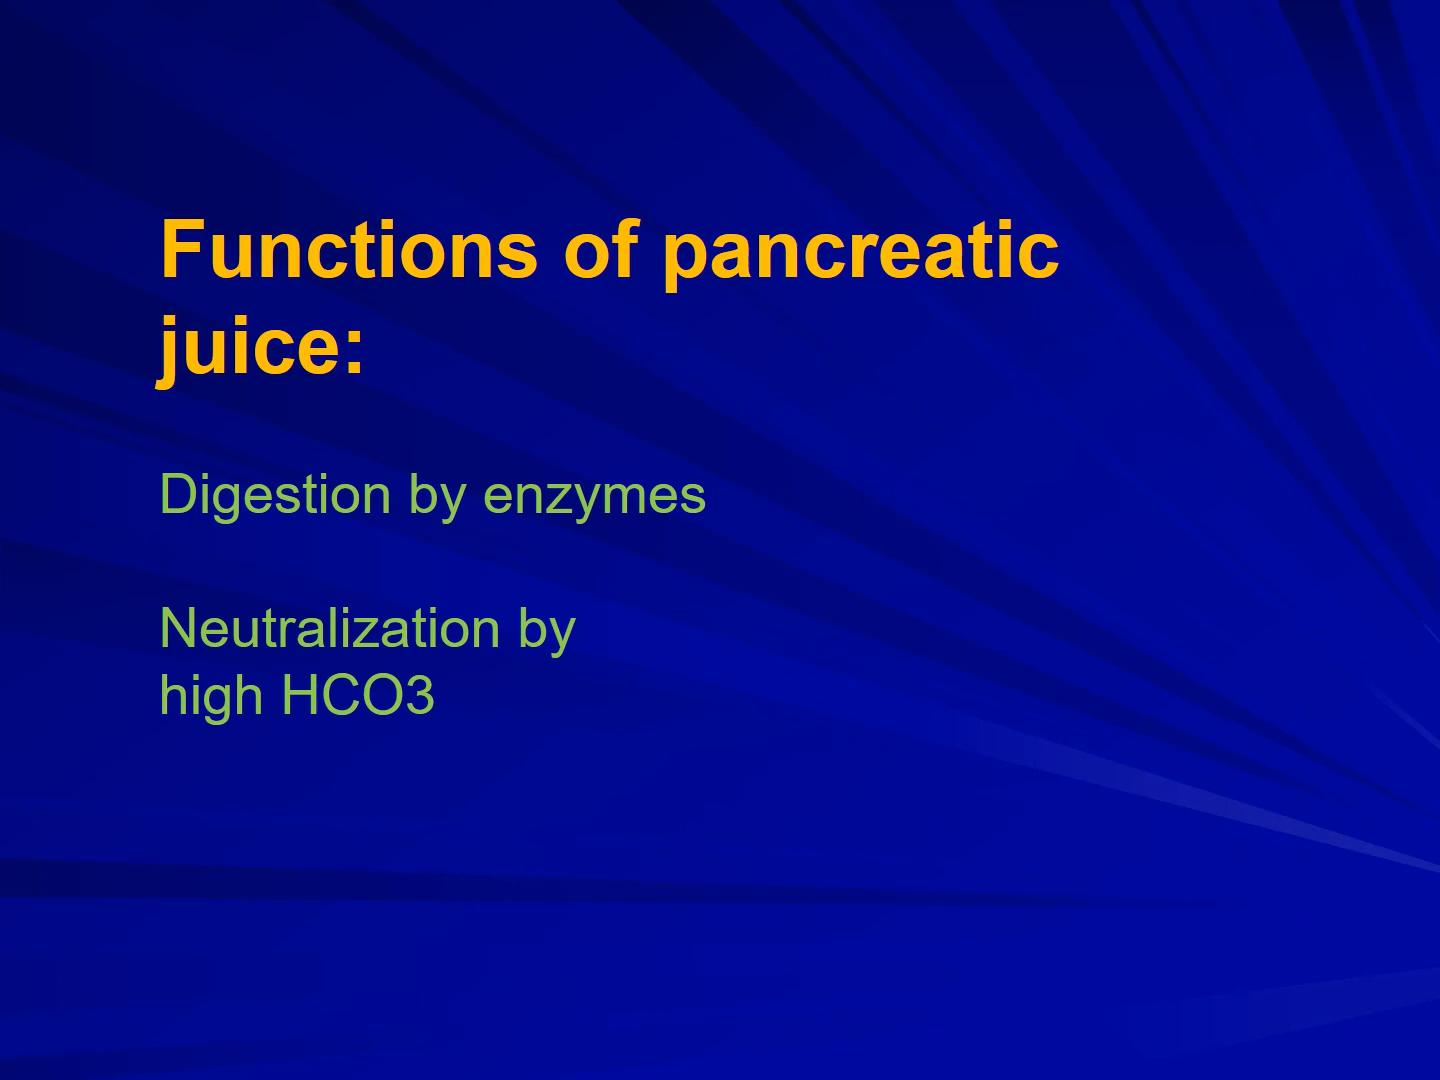 Functions of pancreatic
juice:
Digestion by enzymes
Neutralization by
high HCO3